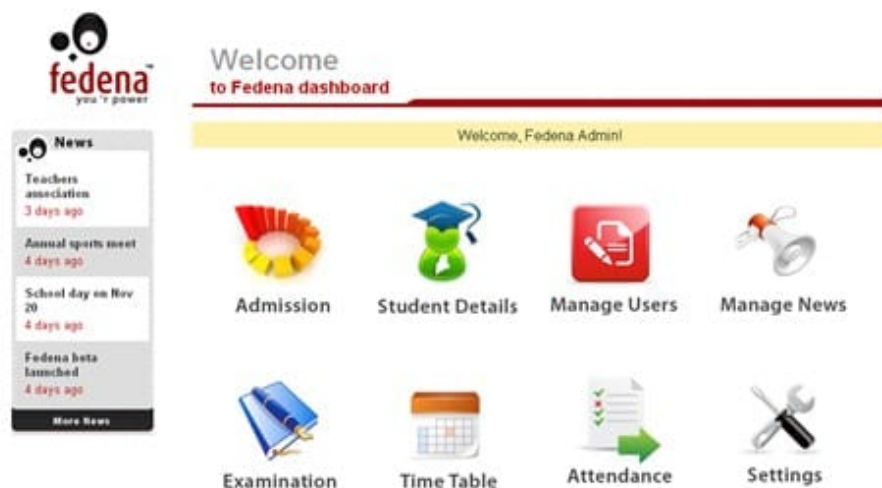 fedena™
you 'r power
Welcome
to Fedena dashboard
Welcome, Fedena Admin!
News
Teachers
association
3 days ago
Annual sports meet
4 days ago
School day on Nov
20
4 days ago
Fedena beta
launched
4 days ago
More News
Admission
Student Details
Manage Users
Manage News
Examination
Time Table
Attendance
Settings